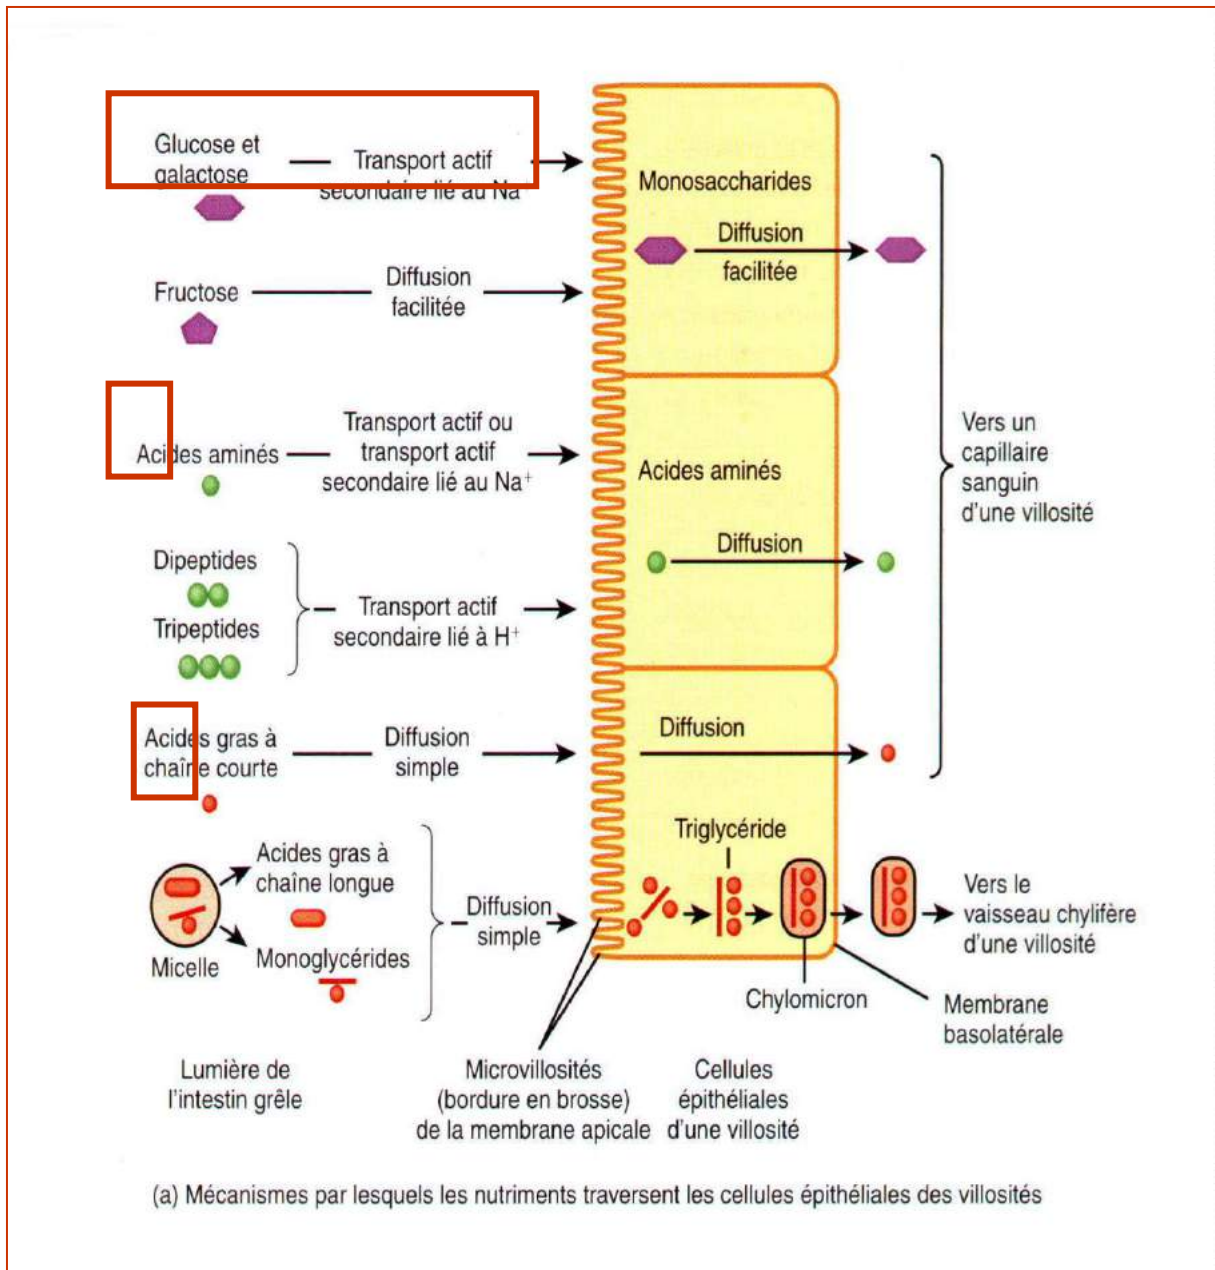 Glucose et
galactose
Transport actif
secondaire lié au Na
Monosaccharides
Diffusion
facilitée
Fructose
Diffusion
facilitée
Acides aminés
Transport actif ou
transport actif
secondaire lié au Na⁺
Acides aminés
Diffusion
Vers un
capillaire
sanguin
d'une villosité
Dipeptides
Tripeptides
Transport actif
secondaire lié à H⁺
Acides gras à
chaîne courte
Diffusion
simple
Diffusion
Micelle
Acides gras à
chaîne longue
Monoglycérides
Diffusion
simple
Triglycéride
Vers le
vaisseau chylifère
d'une villosité
Chylomicron
Membrane
basolatérale
Lumière de
l'intestin grêle
Microvillosités
(bordure en brosse)
de la membrane apicale
Cellules
épithéliales
d'une villosité
(a) Mécanismes par lesquels les nutriments traversent les cellules épithéliales des villosités